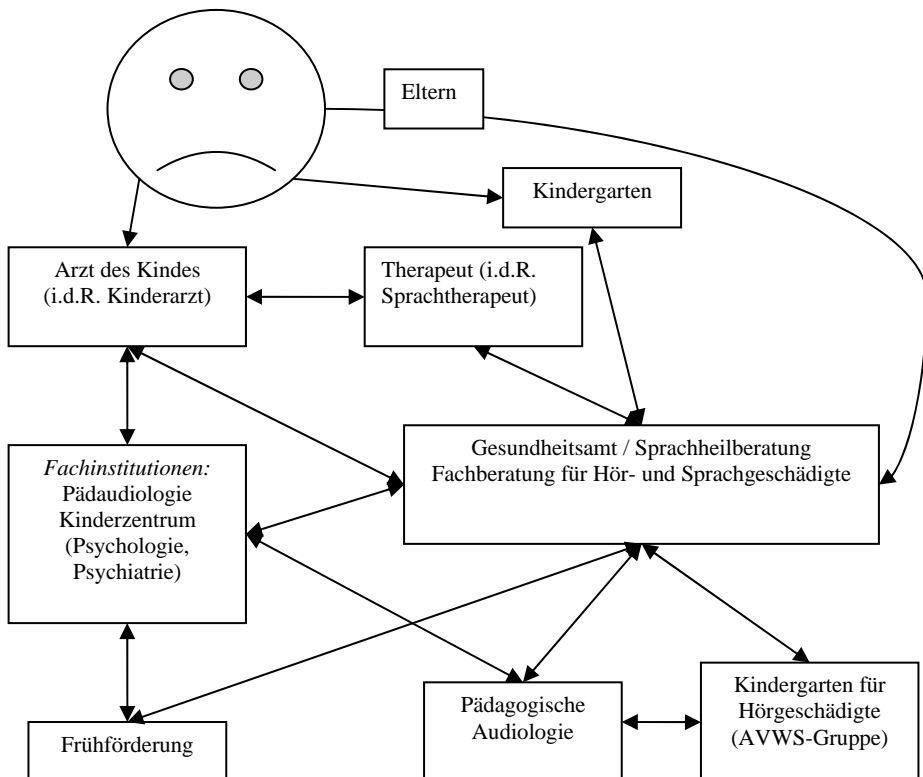 Eltern
Kindergarten
Arzt des Kindes
(i.d.R. Kinderarzt)
Therapeut (i.d.R.
Sprachtherapeut)
Gesundheitsamt / Sprachheilberatung
Fachberatung für Hör- und Sprachgeschädigte
Fachinstitutionen:
Pädaudiologie
Kinderzentrum
(Psychologie,
Psychiatrie)
Frühförderung
Pädagogische
Audiologie
Kindergarten für
Hörgeschädigte
(AVWS-Gruppe)